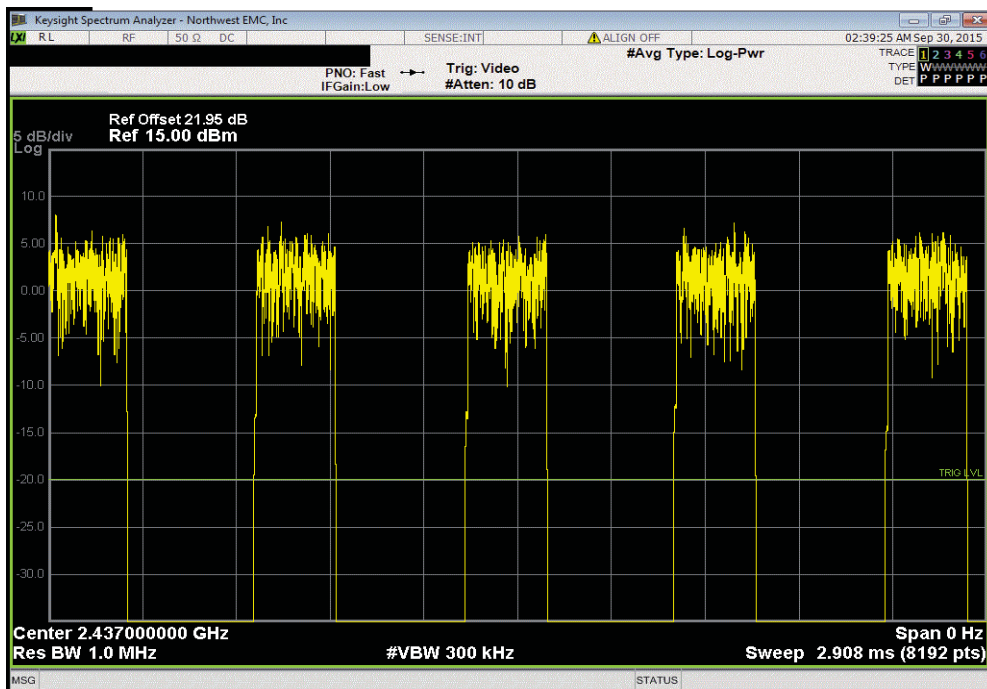 Keysight Spectrum Analyzer - Northwest EMC, Inc
LXI RL RF 50 Ω DC SENSE:INT ALIGN OFF 02:39:25 AM Sep 30, 2015
#Avg Type: Log-Pwr TRACE 1 2 3 4 5 6
PNO: Fast Trig: Video TYPE WWWWWW
IFGain:Low #Atten: 10 dB DET P P P P P P
Ref Offset 21.95 dB
5 dB/div Ref 15.00 dBm
Log
10.0
5.00
0.00
-5.00
-10.0
-15.0
-20.0 TRIG LVL
-25.0
-30.0
Center 2.437000000 GHz Span 0 Hz
Res BW 1.0 MHz #VBW 300 kHz Sweep 2.908 ms (8192 pts)
MSG STATUS